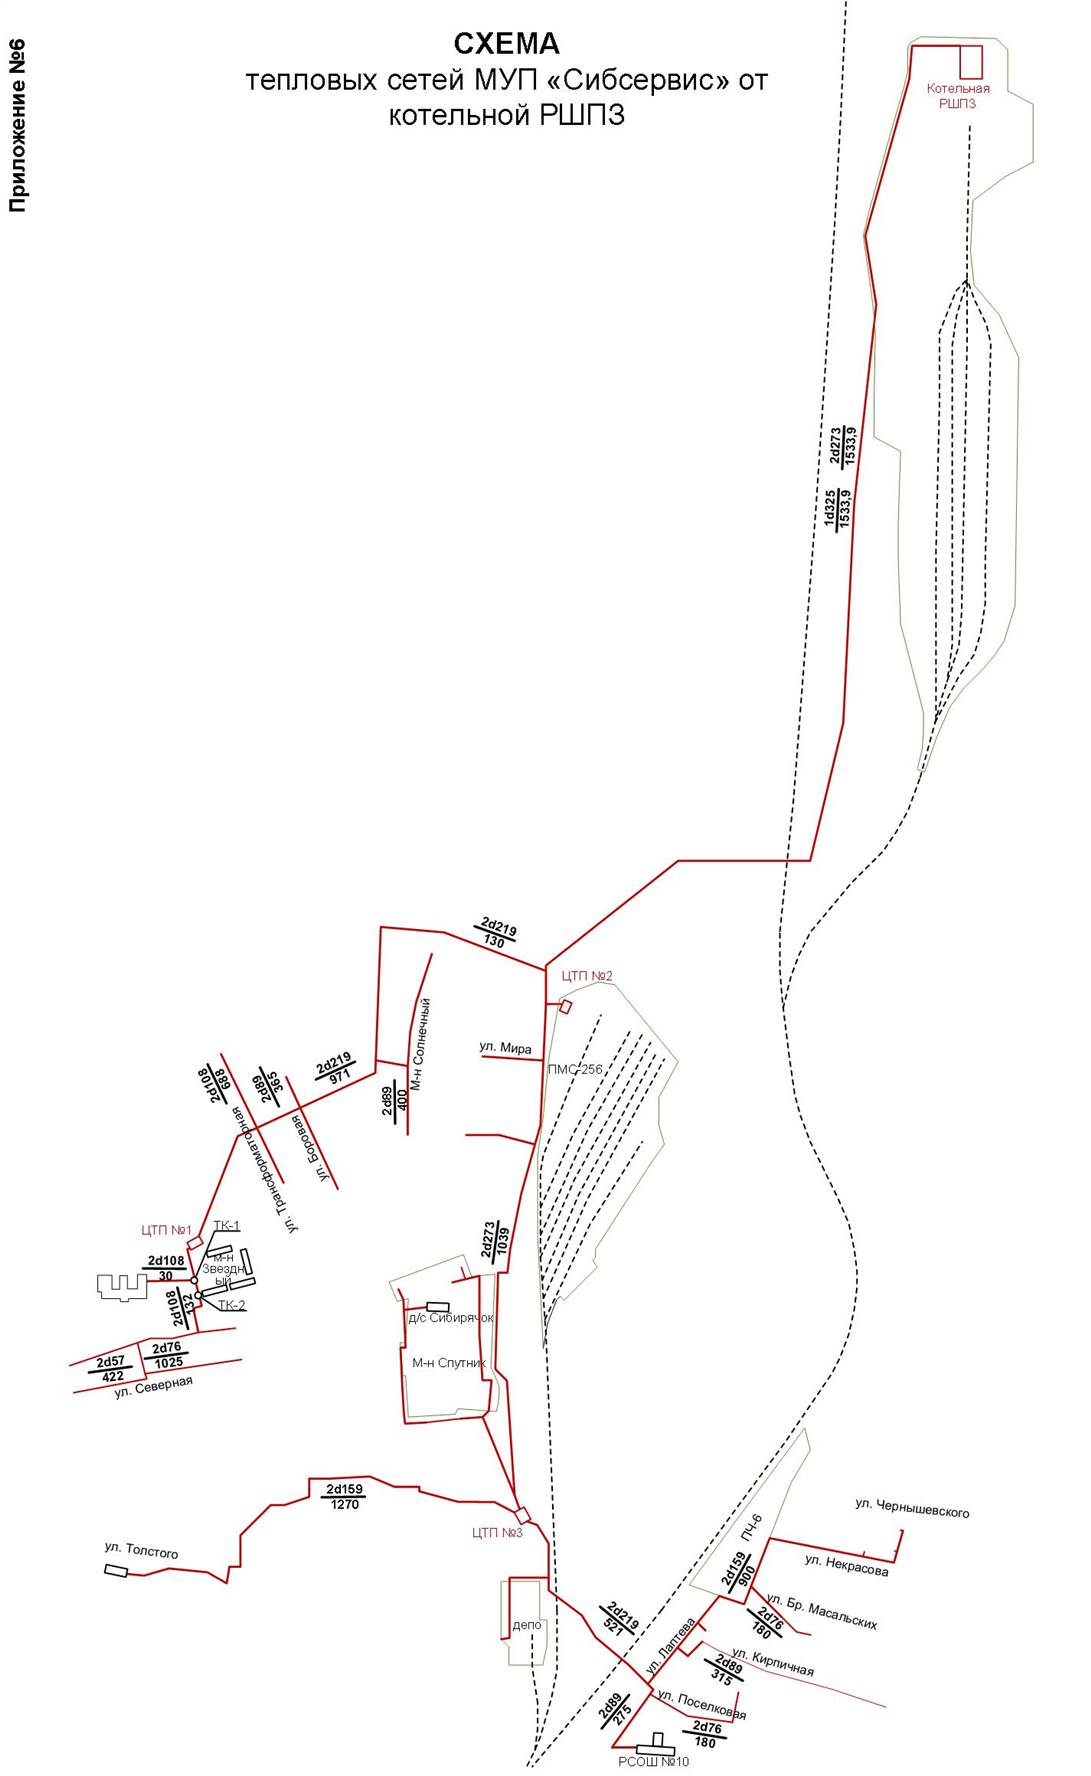 Приложение №6
СХЕМА
тепловых сетей МУП «Сибсервис» от
котельной РШПЗ
Котельная
РШПЗ
2d273
1533,9
1d325
1533,9
2d219
130
ЦТП №2
М-н Солнечный
ул. Мира
ПМС-256
2d219
971
2d89
365
2d108
688
2d89
400
ул. Трансформаторная
ул. Боровая
ЦТП №1
ТК-1
м-н
Звездн
ый
2d108
30
ТК-2
2d108
132
2d273
1039
д/с Сибирячок
М-н Спутник
2d76
1025
2d57
422
ул. Северная
2d159
1270
ЦТП №3
ул. Толстого
депо
ул. Чернышевского
ПЧ-6
ул. Некрасова
2d159
900
ул. Бр. Масальских
2d76
180
2d219
521
ул. Лаптева
ул. Кирпичная
2d89
315
ул. Поселковая
2d89
275
2d76
180
РСОШ №10